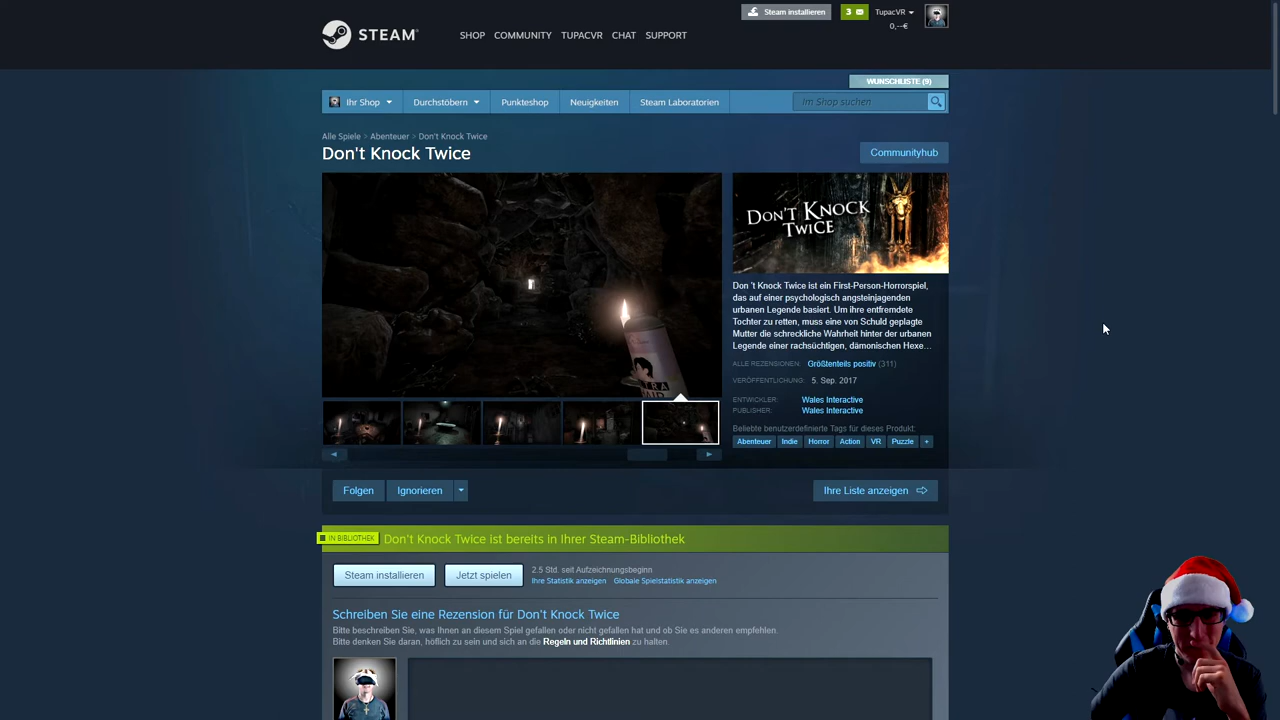 Steam installieren
3
TupacVR
0,--€
STEAM
SHOP COMMUNITY TUPACVR CHAT SUPPORT
WUNSCHLISTE (9)
Ihr Shop Durchstöbern Punkteshop Neuigkeiten Steam Laboratorien Im Shop suchen
Alle Spiele > Abenteuer > Don't Knock Twice
Don't Knock Twice
Communityhub
DON'T KNOCK
TWICE
Don ’t Knock Twice ist ein First-Person-Horrorspiel,
das auf einer psychologisch angsteinjagenden
urbanen Legende basiert. Um ihre entfremdete
Tochter zu retten, muss eine von Schuld geplagte
Mutter die schreckliche Wahrheit hinter der urbanen
Legende einer rachsüchtigen, dämonischen Hexe...
ALLE REZENSIONEN: Größtenteils positiv (311)
VERÖFFENTLICHUNG: 5. Sep. 2017
ENTWICKLER: Wales Interactive
PUBLISHER: Wales Interactive
Beliebte benutzerdefinierte Tags für dieses Produkt:
Abenteuer Indie Horror Action VR Puzzle +
Folgen Ignorieren Ihre Liste anzeigen
IN BIBLIOTHEK Don't Knock Twice ist bereits in Ihrer Steam-Bibliothek
Steam installieren Jetzt spielen
2.5 Std. seit Aufzeichnungsbeginn
Ihre Statistik anzeigen Globale Spielstatistik anzeigen
Schreiben Sie eine Rezension für Don't Knock Twice
Bitte beschreiben Sie, was Ihnen an diesem Spiel gefallen oder nicht gefallen hat und ob Sie es anderen empfehlen.
Bitte denken Sie daran, höflich zu sein und sich an die Regeln und Richtlinien zu halten.